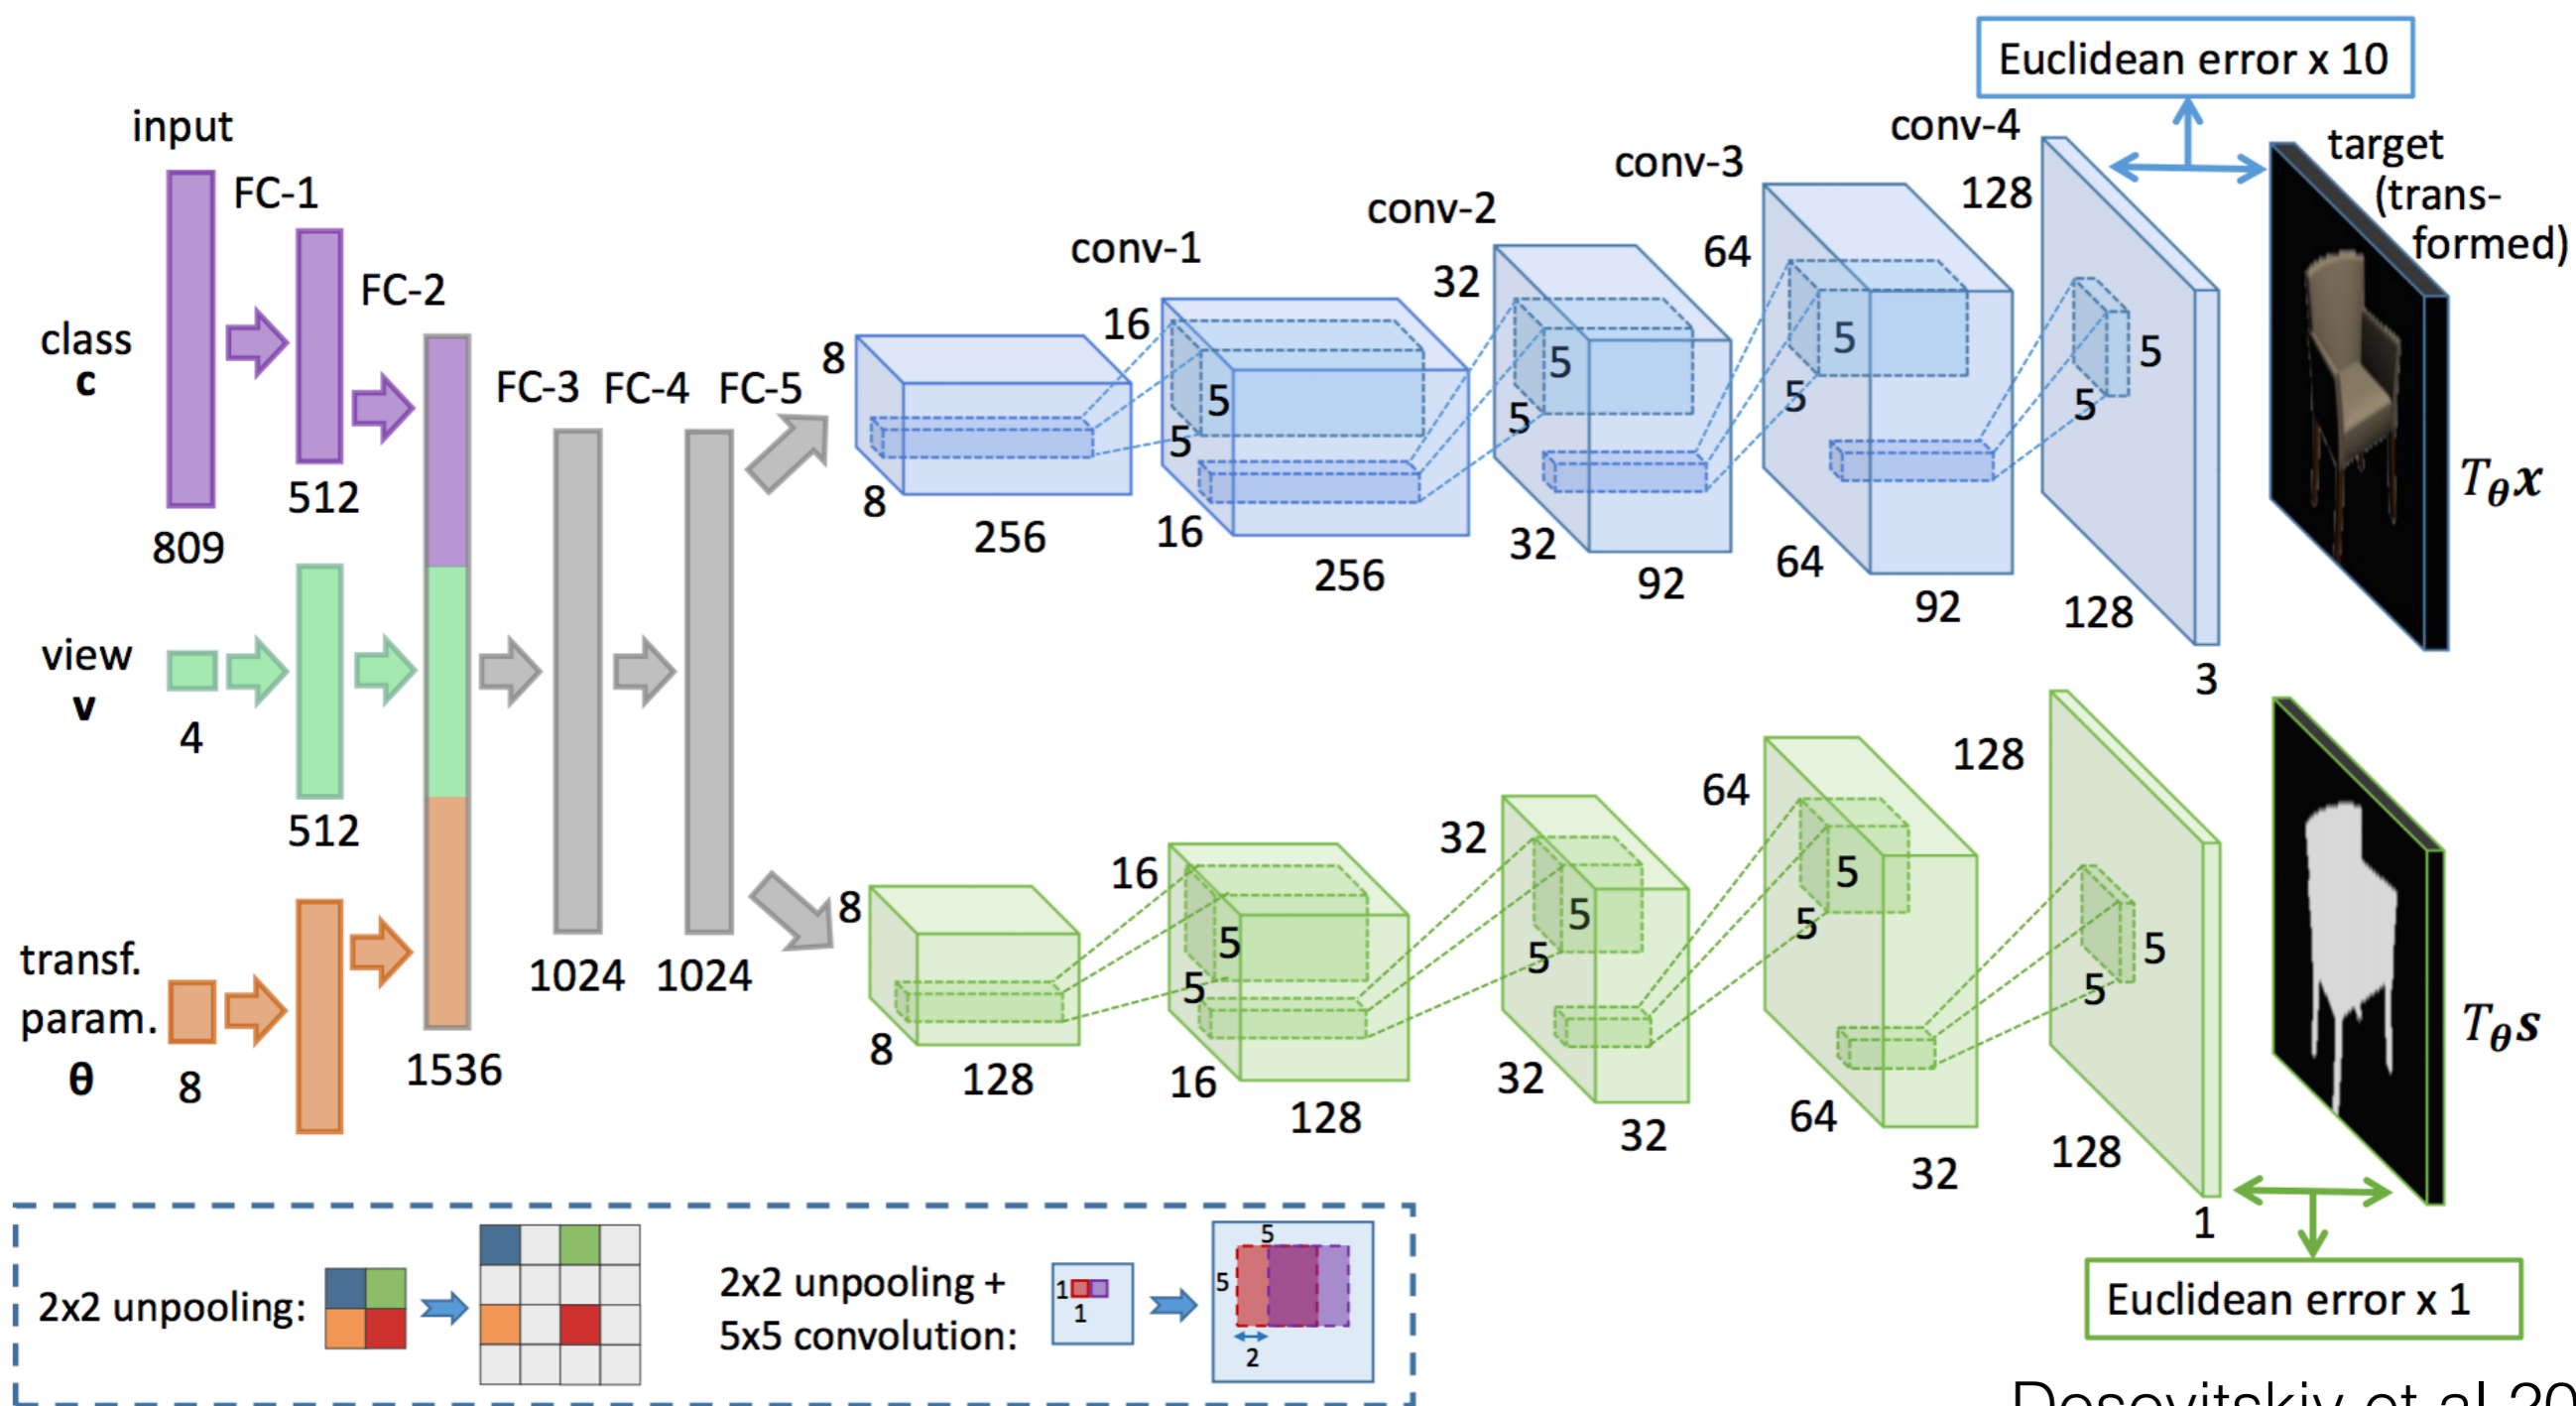 Euclidean error x 10
input
FC-1
FC-2
FC-3
FC-4
FC-5
conv-1
conv-2
conv-3
conv-4
target
(trans-
formed)
class
c
809
512
view
v
4
512
transf.
param.
θ
8
1536
1024
1024
8
8
256
16
5
5
16
256
32
5
5
32
92
64
5
5
64
92
128
5
5
128
3
Tθx
8
8
128
16
5
5
16
128
32
5
5
32
32
64
5
5
64
32
128
5
5
128
1
Tθs
Euclidean error x 1
2x2 unpooling:
2x2 unpooling +
5x5 convolution:
1
1
5
5
2
Dosovitskiy et al 20